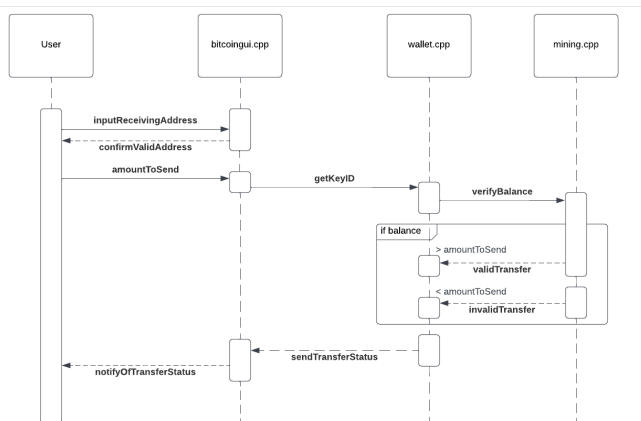 User
bitcoingui.cpp
wallet.cpp
mining.cpp
inputReceivingAddress
confirmValidAddress
amountToSend
getKeyID
verifyBalance
if balance
> amountToSend
validTransfer
< amountToSend
invalidTransfer
sendTransferStatus
notifyOfTransferStatus